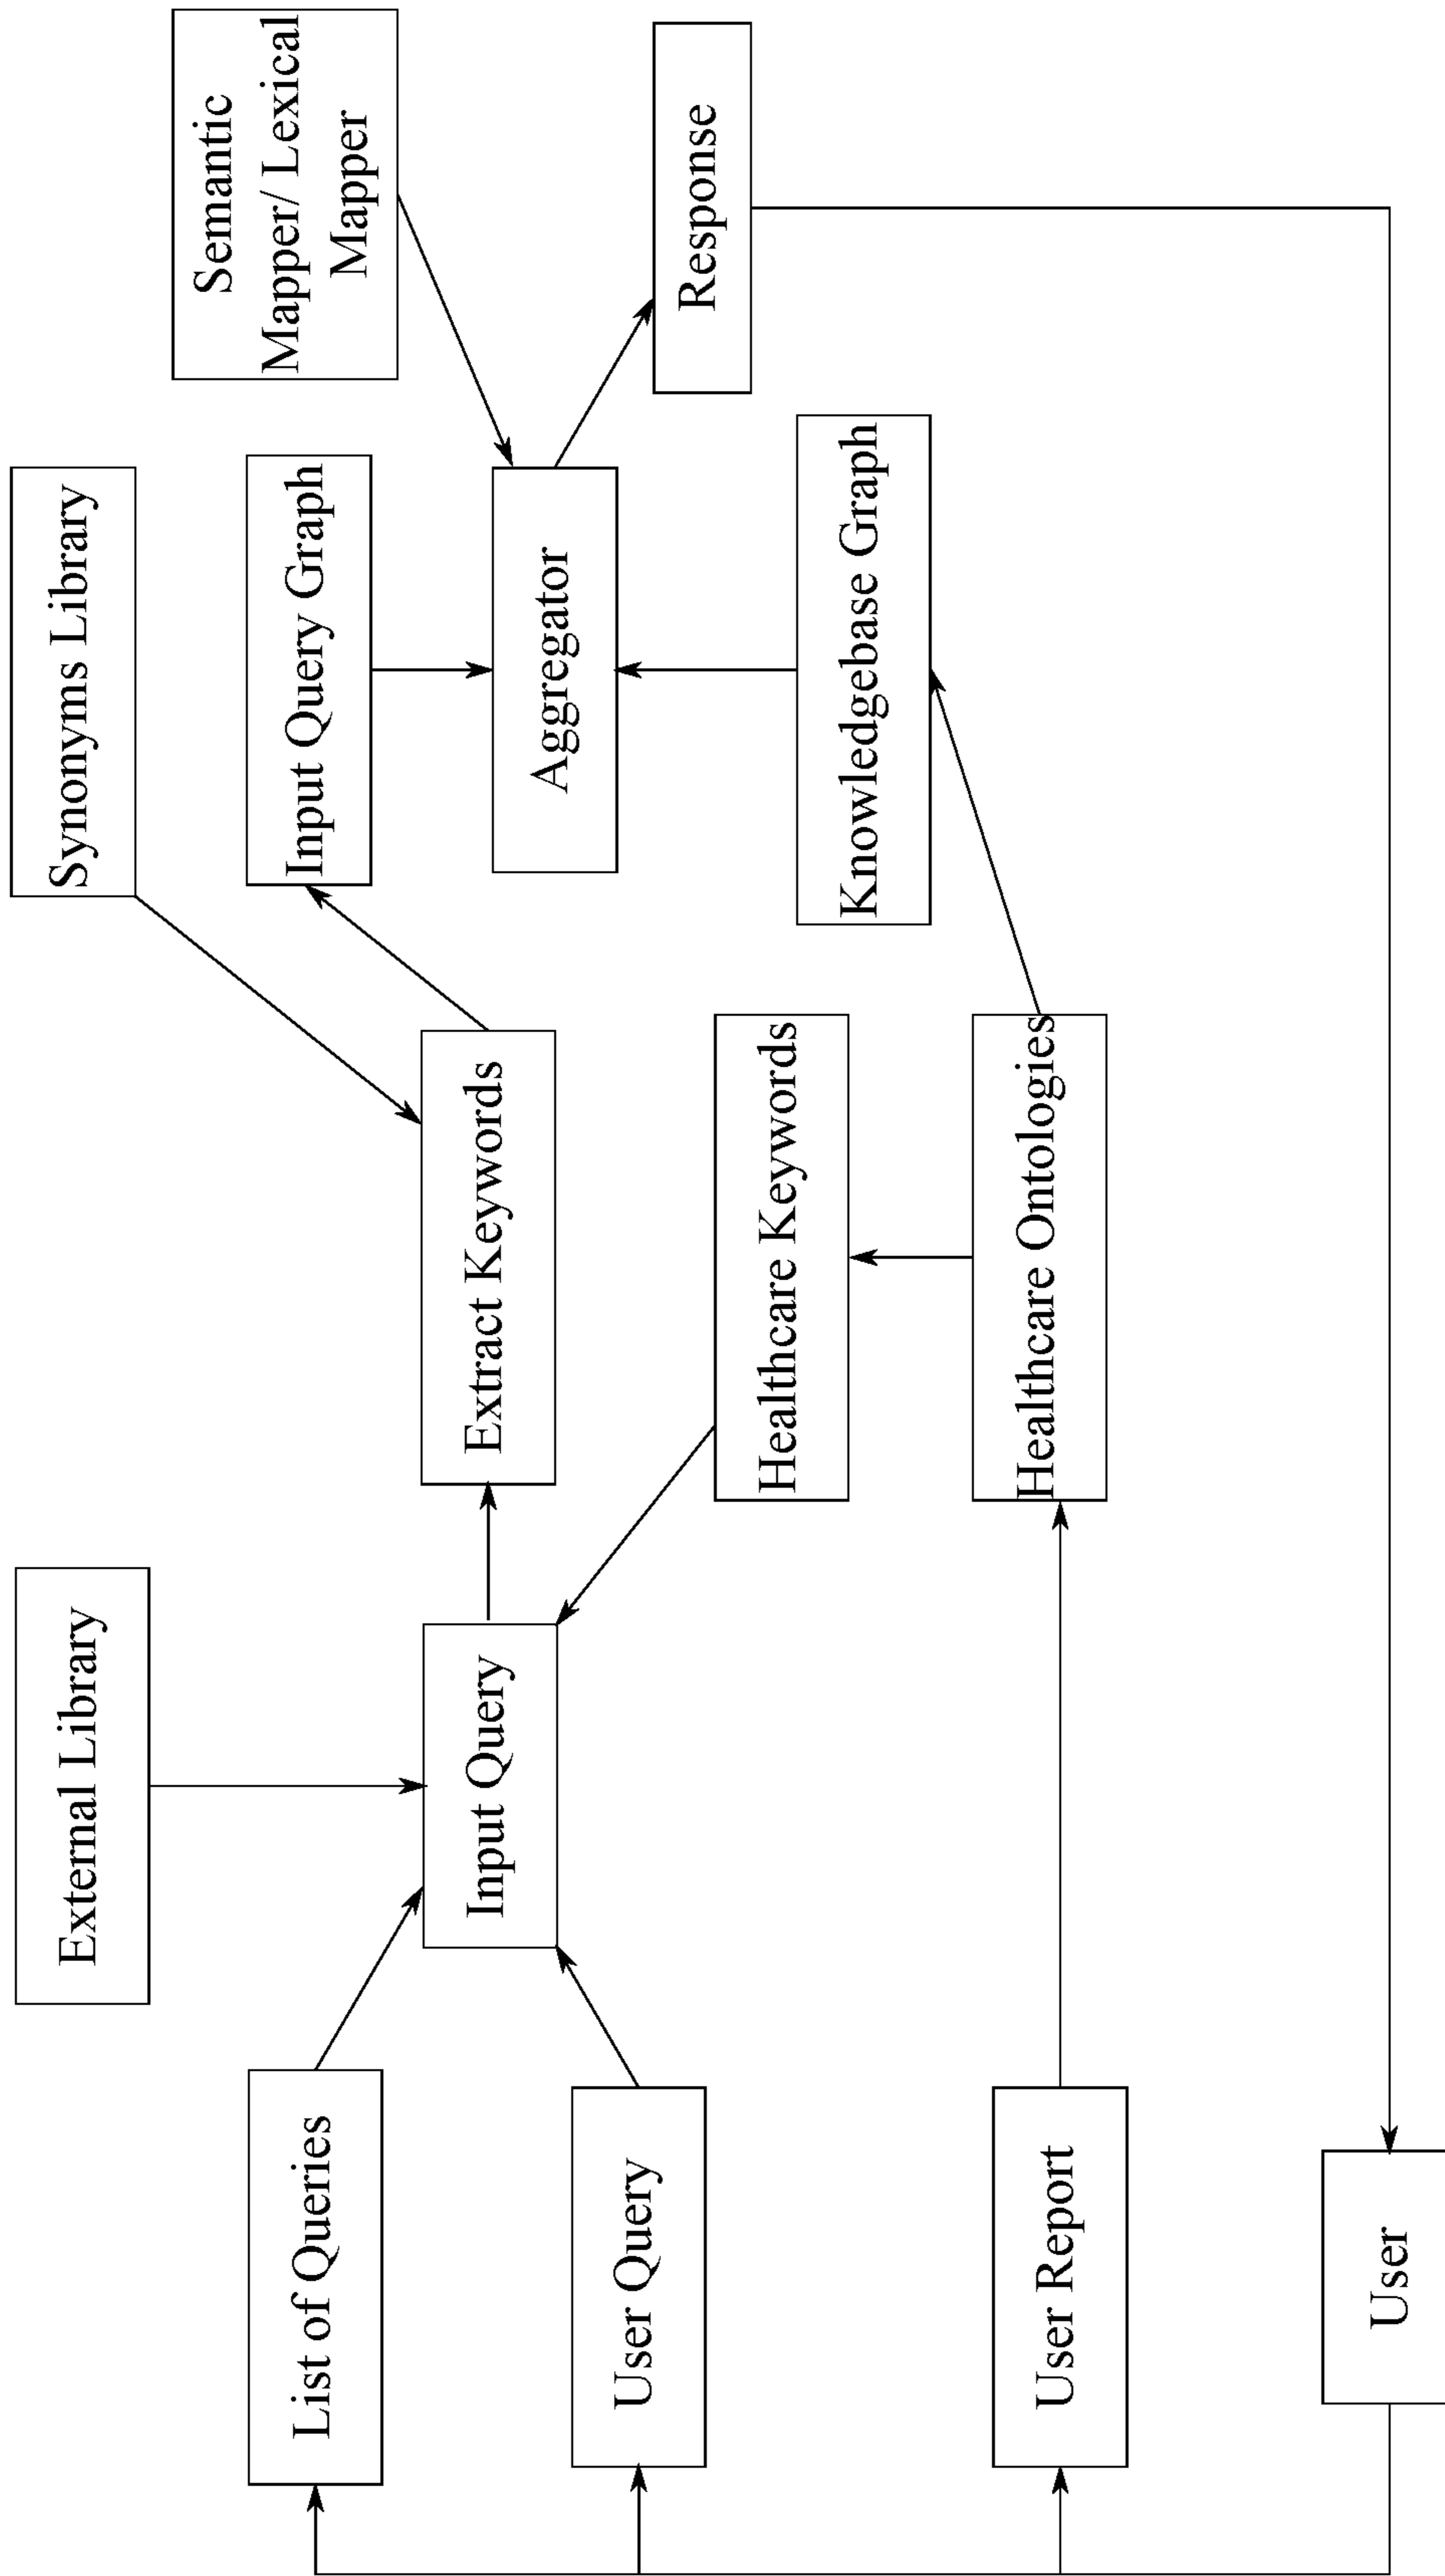 External Library
Synonyms Library
Semantic
Mapper/ Lexical
Mapper
List of Queries
Input Query Graph
Input Query
Extract Keywords
Aggregator
User Query
Response
Healthcare Keywords
Knowledgebase Graph
User Report
Healthcare Ontologies
User